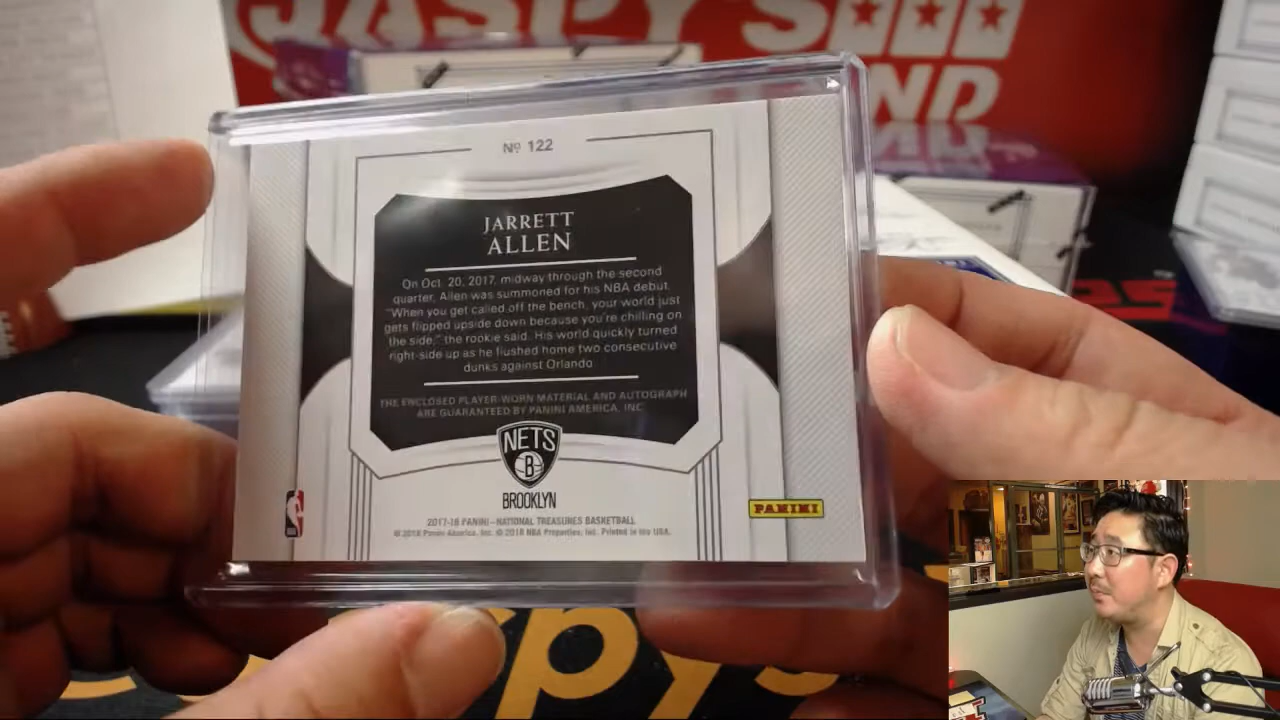 JASPY'S
ND
Nº 122
JARRETT
ALLEN
On Oct. 20, 2017, midway through the second
quarter, Allen was summoned for his NBA debut.
"When you get called off the bench, your world just
gets flipped upside down because you're chilling on
the side," the rookie said. His world quickly turned
right-side up as he flushed home two consecutive
dunks against Orlando
THE ENCLOSED PLAYER-WORN MATERIAL AND AUTOGRAPH
ARE GUARANTEED BY PANINI AMERICA, INC
NETS
B
BROOKLYN
PANINI
2017-18 PANINI – NATIONAL TREASURES BASKETBALL
© 2018 Panini America, Inc. © 2018 NBA Properties, Inc. Printed in the USA.
spys